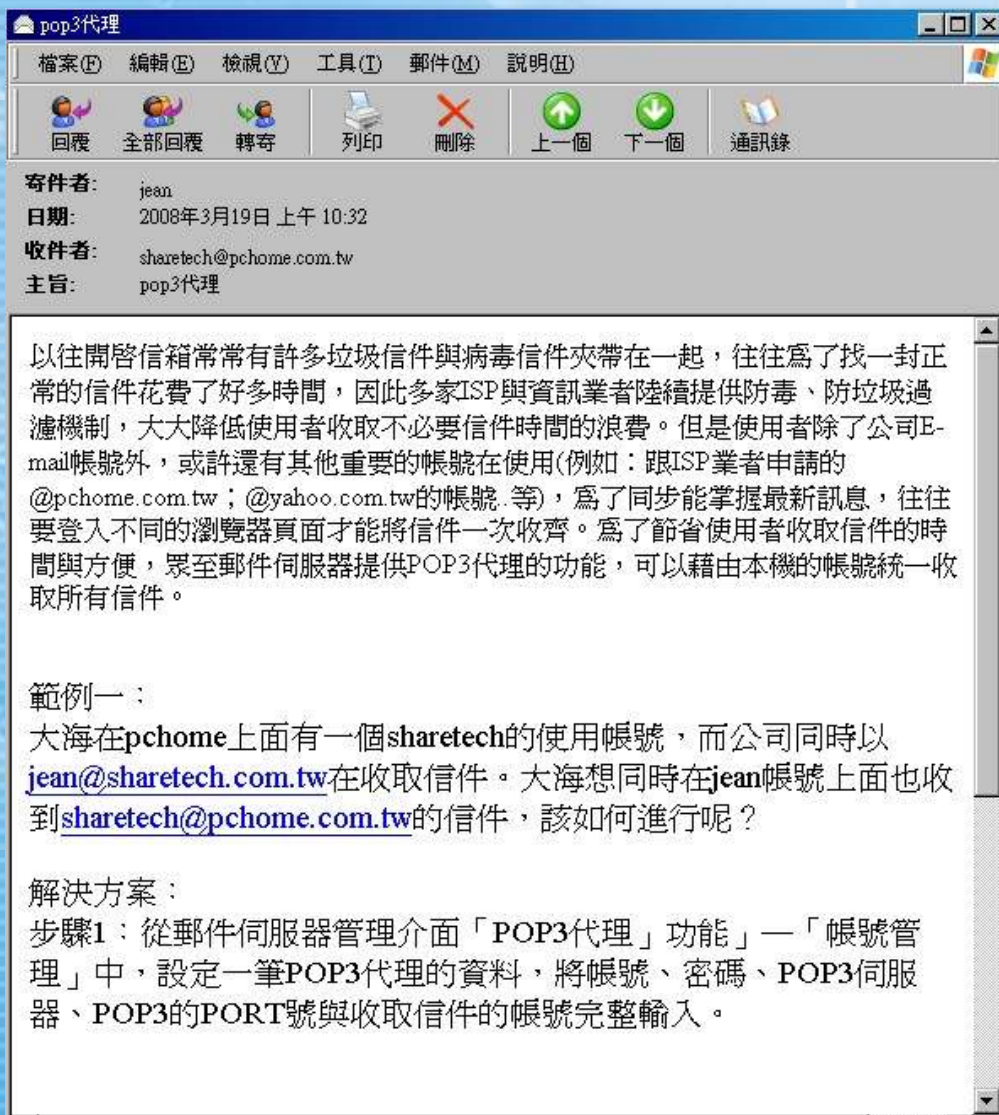 pop3代理
檔案(F) 編輯(E) 檢視(V) 工具(T) 郵件(M) 說明(H)
回覆 全部回覆 轉寄 列印 刪除 上一個 下一個 通訊錄
寄件者: jean
日期: 2008年3月19日 上午 10:32
收件者: sharetech@pchome.com.tw
主旨: pop3代理
以往開啓信箱常常有許多垃圾信件與病毒信件夾帶在一起，往往爲了找一封正
常的信件花費了好多時間，因此多家ISP與資訊業者陸續提供防毒、防垃圾過
濾機制，大大降低使用者收取不必要信件時間的浪費。但是使用者除了公司E-
mail帳號外，或許還有其他重要的帳號在使用(例如：跟ISP業者申請的
@pchome.com.tw；@yahoo.com.tw的帳號..等)，爲了同步能掌握最新訊息，往往
要登入不同的瀏覽器頁面才能將信件一次收齊。爲了節省使用者收取信件的時
間與方便，眾至郵件伺服器提供POP3代理的功能，可以藉由本機的帳號統一收
取所有信件。
範例一：
大海在pchome上面有一個sharetech的使用帳號，而公司同時以
jean@sharetech.com.tw在收取信件。大海想同時在jean帳號上面也收
到sharetech@pchome.com.tw的信件，該如何進行呢？
解決方案：
步驟1：從郵件伺服器管理介面「POP3代理」功能」—「帳號管
理」中，設定一筆POP3代理的資料，將帳號、密碼、POP3伺服
器、POP3的PORT號與收取信件的帳號完整輸入。